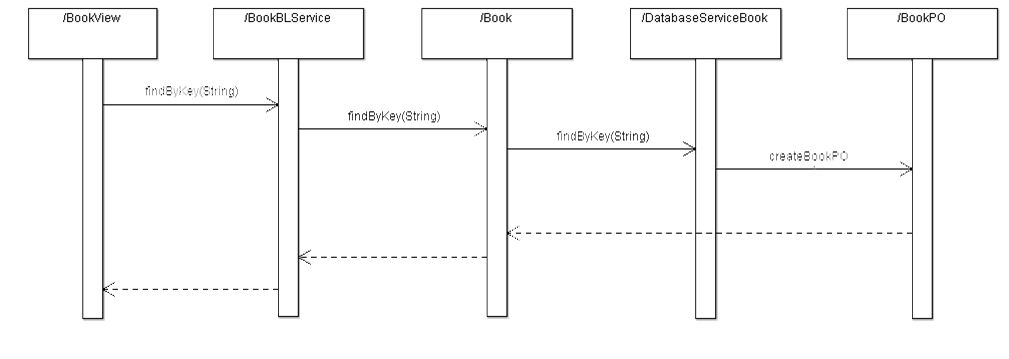 /BookView
/BookBLService
/Book
/DatabaseServiceBook
/BookPO
findByKey(String)
findByKey(String)
findByKey(String)
createBookPO